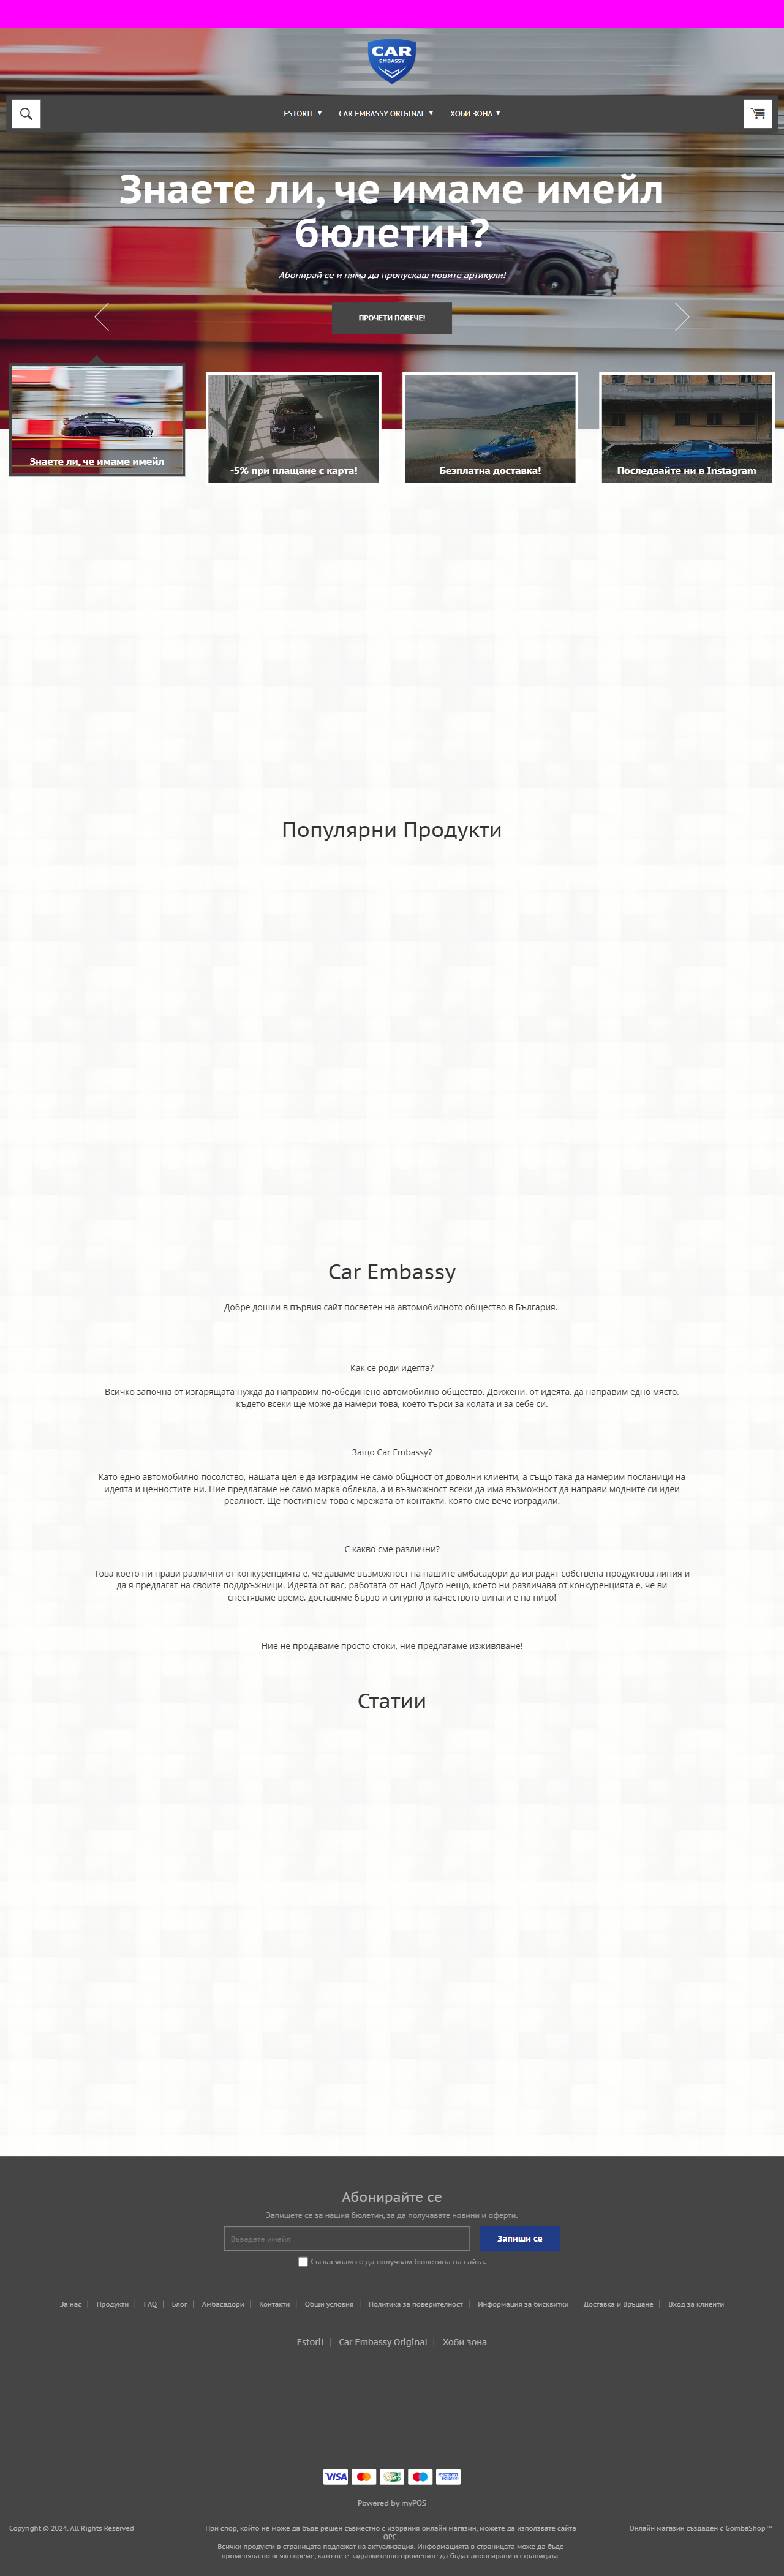 CAR
EMBASSY
ESTORIL ▼ CAR EMBASSY ORIGINAL ▼ ХОБИ ЗОНА ▼
Знаете ли, че имаме имейл
бюлетин?
Абонирай се и няма да пропускаш новите артикули!
ПРОЧЕТИ ПОВЕЧЕ!
Знаете ли, че имаме имейл
-5% при плащане с карта!
Безплатна доставка!
Последвайте ни в Instagram
Популярни Продукти
Car Embassy
Добре дошли в първия сайт посветен на автомобилното общество в България.
Как се роди идеята?
Всичко започна от изгарящата нужда да направим по-обединено автомобилно общество. Движени, от идеята, да направим едно място,
където всеки ще може да намери това, което търси за колата и за себе си.
Защо Car Embassy?
Като едно автомобилно посолство, нашата цел е да изградим не само общност от доволни клиенти, а също така да намерим посланици на
идеята и ценностите ни. Ние предлагаме не само марка облекла, а и възможност всеки да има възможност да направи модните си идеи
реалност. Ще постигнем това с мрежата от контакти, която сме вече изградили.
С какво сме различни?
Това което ни прави различни от конкуренцията е, че даваме възможност на нашите амбасадори да изградят собствена продуктова линия и
да я предлагат на своите поддръжници. Идеята от вас, работата от нас! Друго нещо, което ни различава от конкуренцията е, че ви
спестяваме време, доставяме бързо и сигурно и качеството винаги е на ниво!
Ние не продаваме просто стоки, ние предлагаме изживяване!
Статии
Абонирайте се
Запишете се за нашия бюлетин, за да получавате новини и оферти.
Въведете имейл
Запиши се
Съгласявам се да получвам бюлетина на сайта.
За нас | Продукти | FAQ | Блог | Амбасадори | Контакти | Общи условия | Политика за поверителност | Информация за бисквитки | Доставка и Връщане | Вход за клиенти
Estoril | Car Embassy Original | Хоби зона
VISA
AMERICAN EXPRESS
Powered by myPOS
Copyright © 2024. All Rights Reserved
При спор, който не може да бъде решен съвместно с избрания онлайн магазин, можете да използвате сайта
ОРС.
Всички продукти в страницата подлежат на актуализация. Информацията в страницата може да бъде
променяна по всяко време, като не е задължително промените да бъдат анонсирани в страницата.
Онлайн магазин създаден с GombaShop™